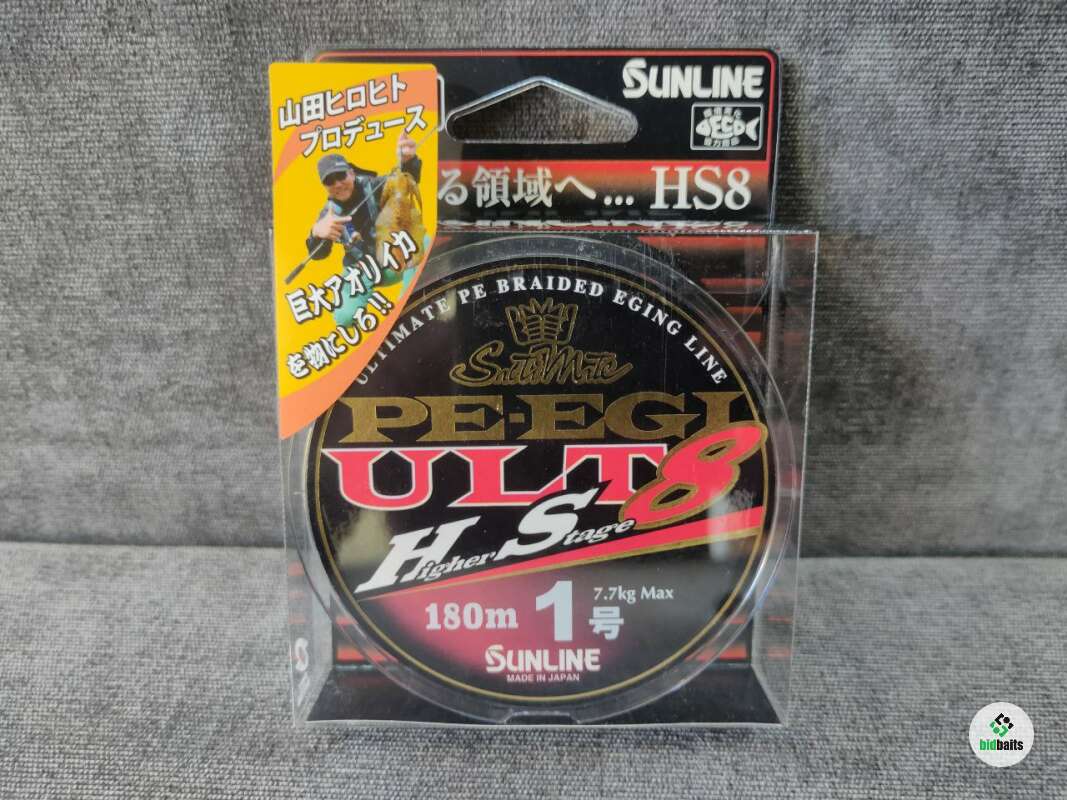 SUNLINE
山田ヒロヒト
プロデュース
る領域へ... HS8
巨大アオリイカ
を物にしろ!!
ULTIMATE PE BRAIDED EGING LINE
SaltiMate
PE-EGI
ULT8
Higher Stage
180m 1号 7.7kg Max
SUNLINE
MADE IN JAPAN
bidbaits